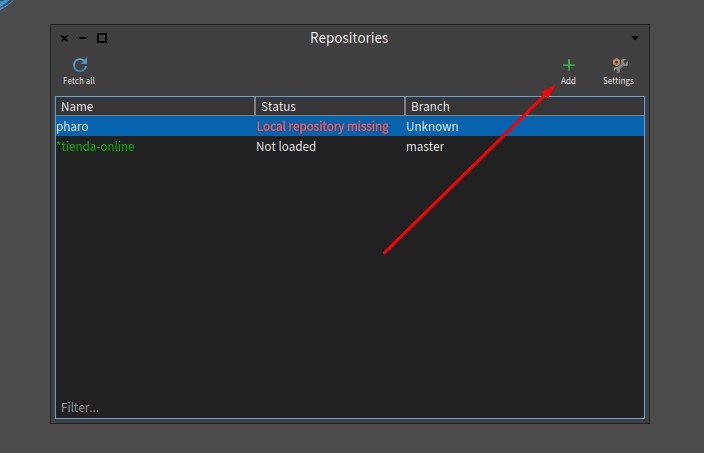 Repositories
Fetch all
Add
Settings
Name Status Branch
pharo Local repository missing Unknown
*tienda-online Not loaded master
Filter...